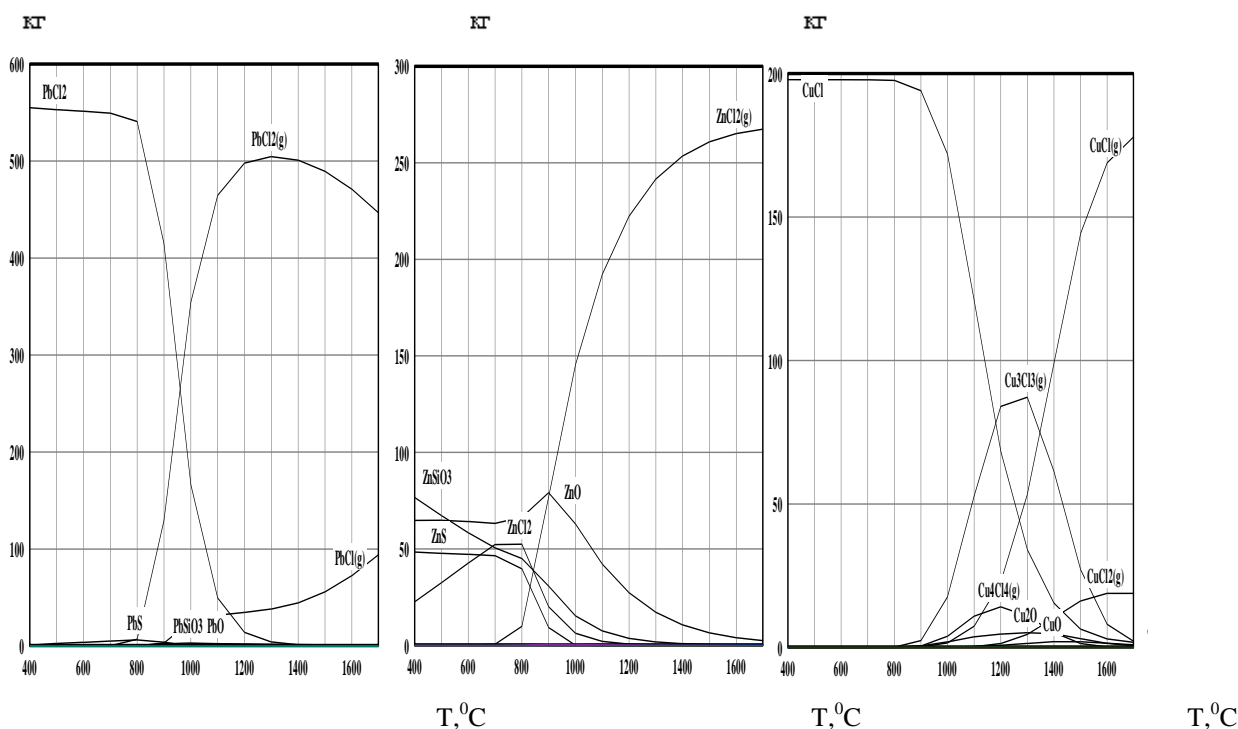 кг кг кг
600
500
400
300
200
100
0
400 600 800 1000 1200 1400 1600
PbCl2
PbCl2(g)
PbCl(g)
PbS PbSiO3 PbO
300
250
200
150
100
50
0
400 600 800 1000 1200 1400 1600
ZnCl2(g)
ZnSiO3
ZnO
ZnCl2
ZnS
200
150
100
50
0
400 600 800 1000 1200 1400 1600
CuCl
CuCl(g)
Cu3Cl3(g)
CuCl2(g)
Cu4Cl4(g)
Cu2O
CuO
T,⁰C T,⁰C T,⁰C